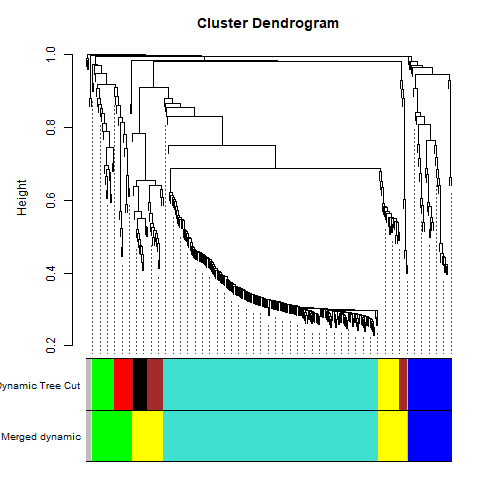 Cluster Dendrogram
Height
1.0
0.8
0.6
0.4
0.2
Dynamic Tree Cut
Merged dynamic